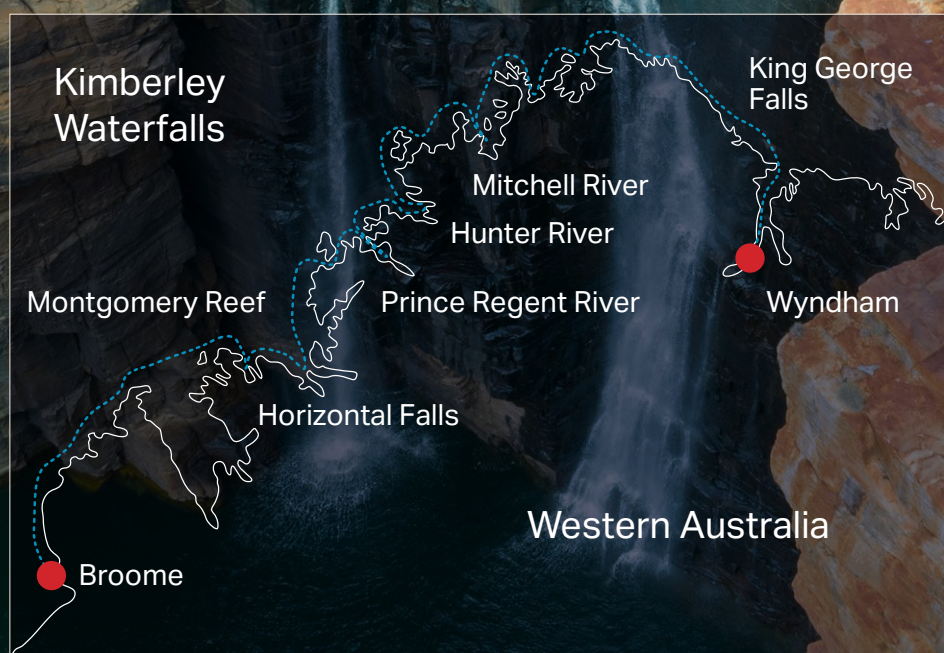 Kimberley
Waterfalls
King George
Falls
Mitchell River
Hunter River
Montgomery Reef
Prince Regent River
Wyndham
Horizontal Falls
Western Australia
Broome